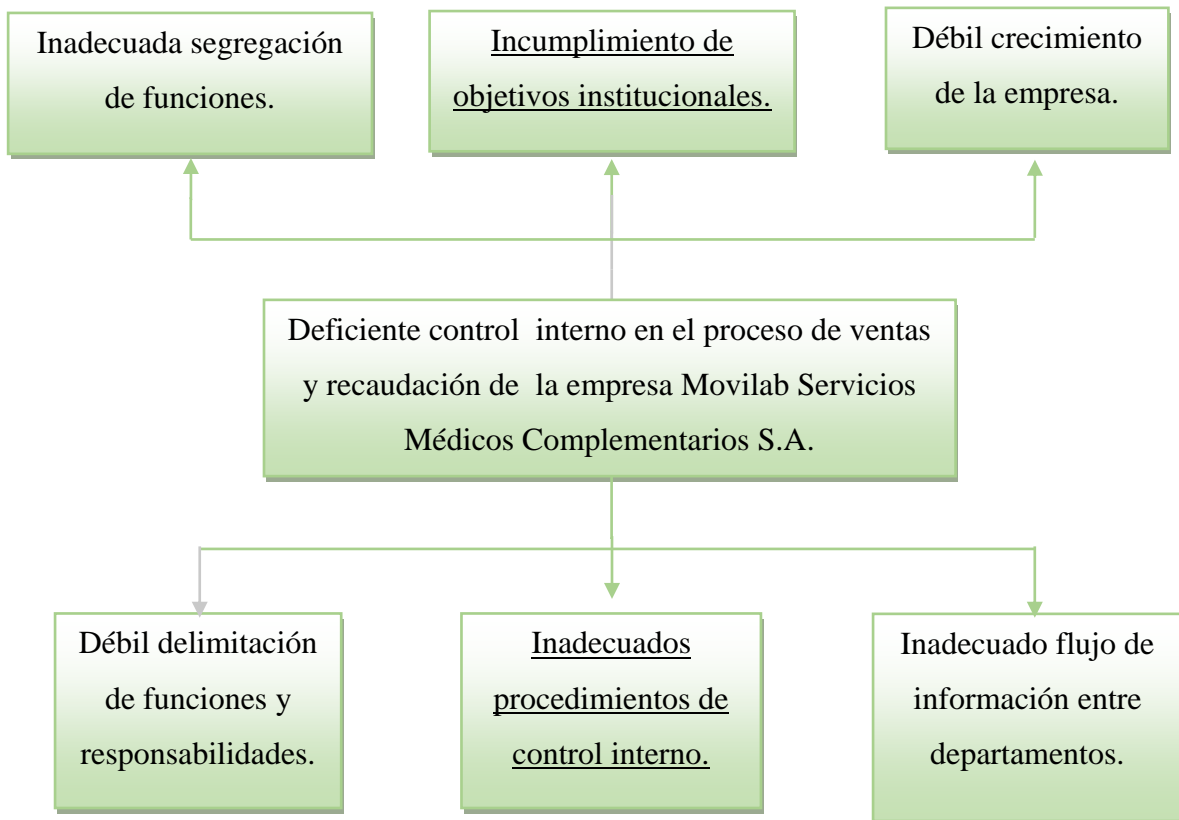 Inadecuada segregación
de funciones.
Incumplimiento de
objetivos institucionales.
Débil crecimiento
de la empresa.
Deficiente control  interno en el proceso de ventas
y recaudación de  la empresa Movilab Servicios
Médicos Complementarios S.A.
Débil delimitación
de funciones y
responsabilidades.
Inadecuados
procedimientos de
control interno.
Inadecuado flujo de
información entre
departamentos.